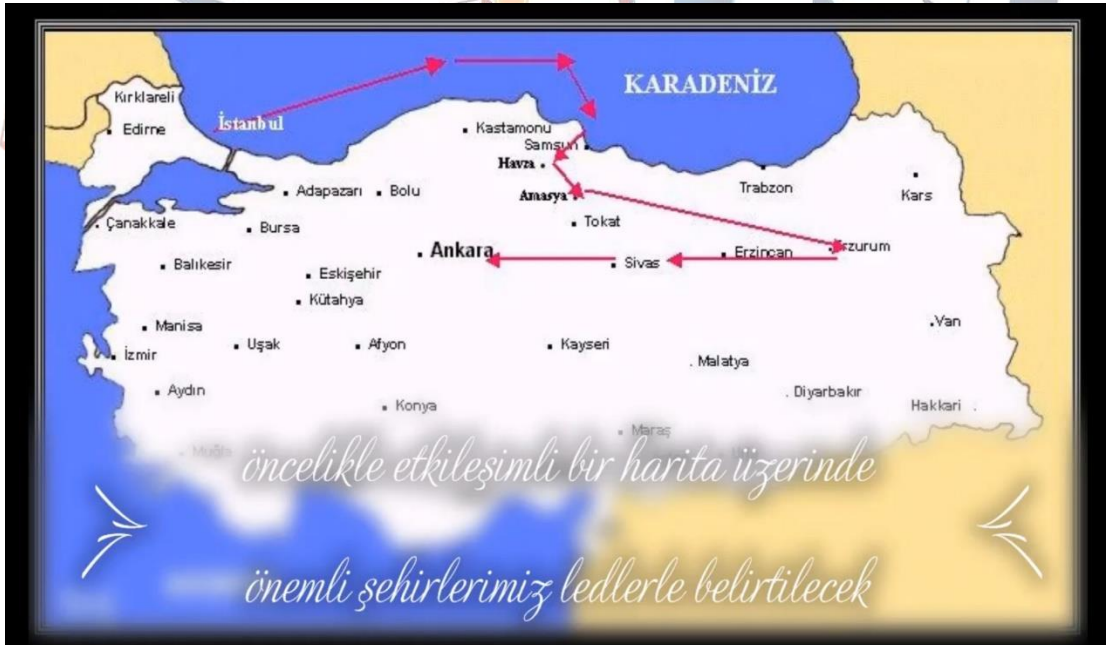 KARADENİZ
Kırklareli
Edirne
İstanbul
Kastamonu
Samsun
Havza
Amasya
Trabzon
Kars
Adapazarı
Bolu
Tokat
Çanakkale
Bursa
Ankara
Sivas
Erzincan
rzurum
Balıkesir
Eskişehir
Kütahya
Manisa
Uşak
Afyon
Kayseri
Van
İzmir
Malatya
Aydın
Konya
Diyarbakır
Hakkari
Maraş
Muğla
öncelikle etkileşimli bir harita üzerinde
önemli şehirlerimiz ledlerle belirtilecek